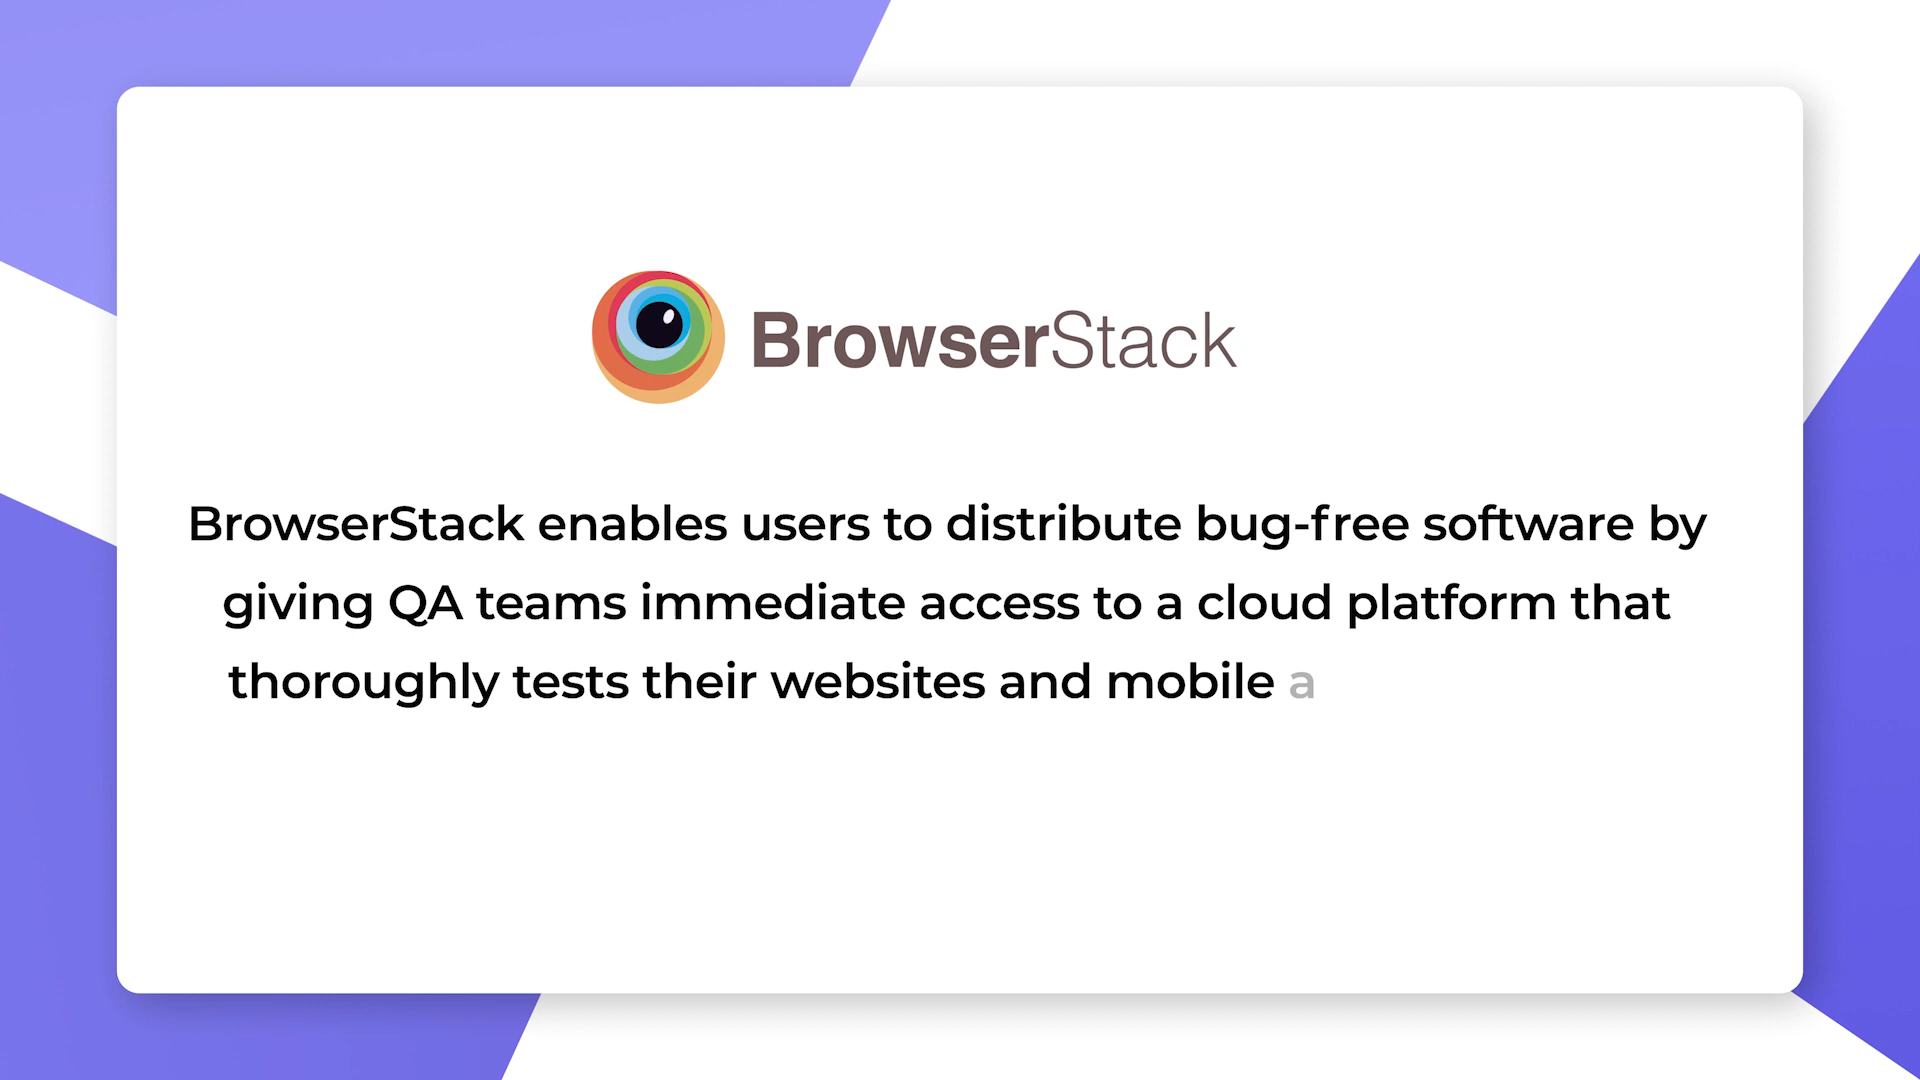 BrowserStack
BrowserStack enables users to distribute bug-free software by
giving QA teams immediate access to a cloud platform that
thoroughly tests their websites and mobile a